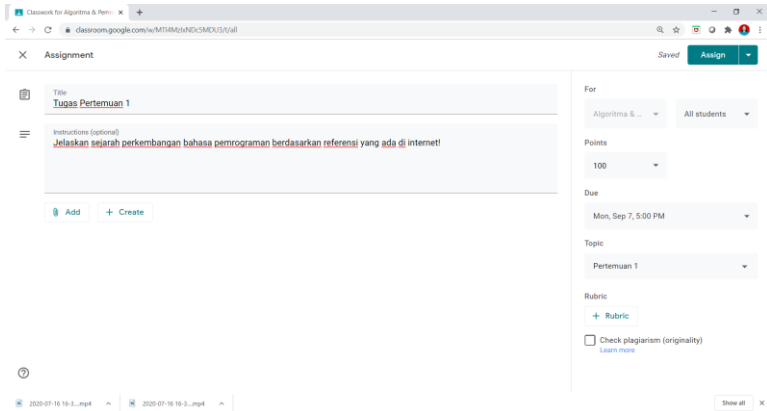 Classwork for Algoritma & Pem
classroom.google.com/w/
/t/all
Assignment
Saved
Assign
Title
Tugas Pertemuan 1
Instructions (optional)
Jelaskan sejarah perkembangan bahasa pemrograman berdasarkan referensi yang ada di internet!
Add
+ Create
For
Algoritma & ...
All students
Points
100
Due
Mon, Sep 7, 5:00 PM
Topic
Pertemuan 1
Rubric
+ Rubric
Check plagiarism (originality)
Learn more
2020-07-16 16-3....mp4
2020-07-16 16-3....mp4
Show all